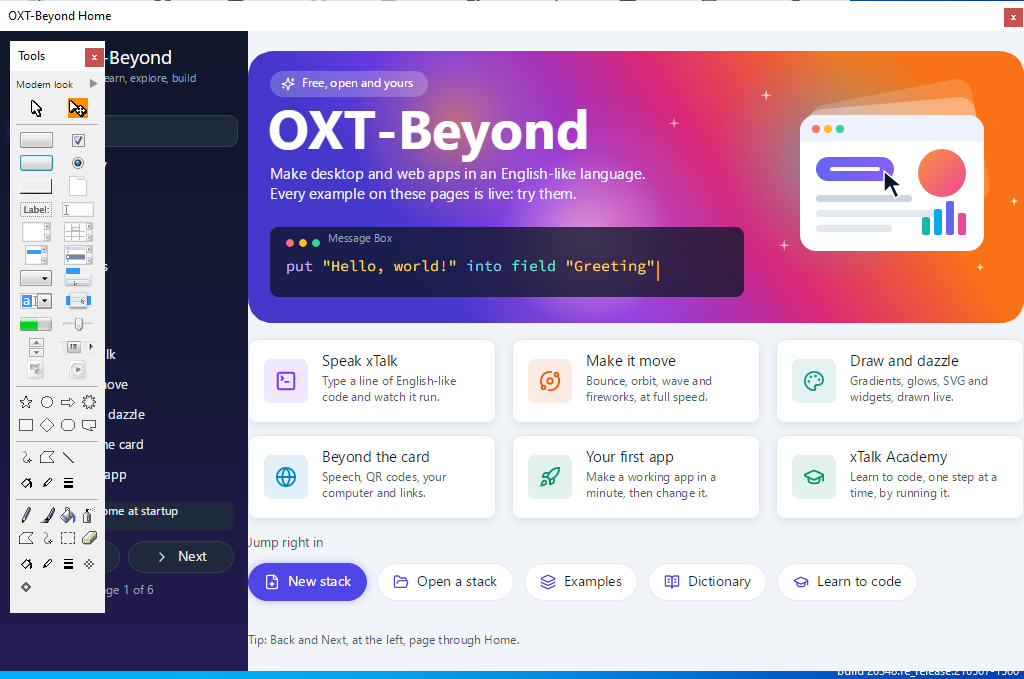 OXT-Beyond Home
x
Tools
x
Modern look
Label:
-Beyond
earn, explore, build
lk
ove
dazzle
e card
app
ome at startup
Next
ge 1 of 6
Free, open and yours
OXT-Beyond
Make desktop and web apps in an English-like language.
Every example on these pages is live: try them.
Message Box
put "Hello, world!" into field "Greeting"
Speak xTalk
Type a line of English-like
code and watch it run.
Make it move
Bounce, orbit, wave and
fireworks, at full speed.
Draw and dazzle
Gradients, glows, SVG and
widgets, drawn live.
Beyond the card
Speech, QR codes, your
computer and links.
Your first app
Make a working app in a
minute, then change it.
xTalk Academy
Learn to code, one step at a
time, by running it.
Jump right in
New stack
Open a stack
Examples
Dictionary
Learn to code
Tip: Back and Next, at the left, page through Home.